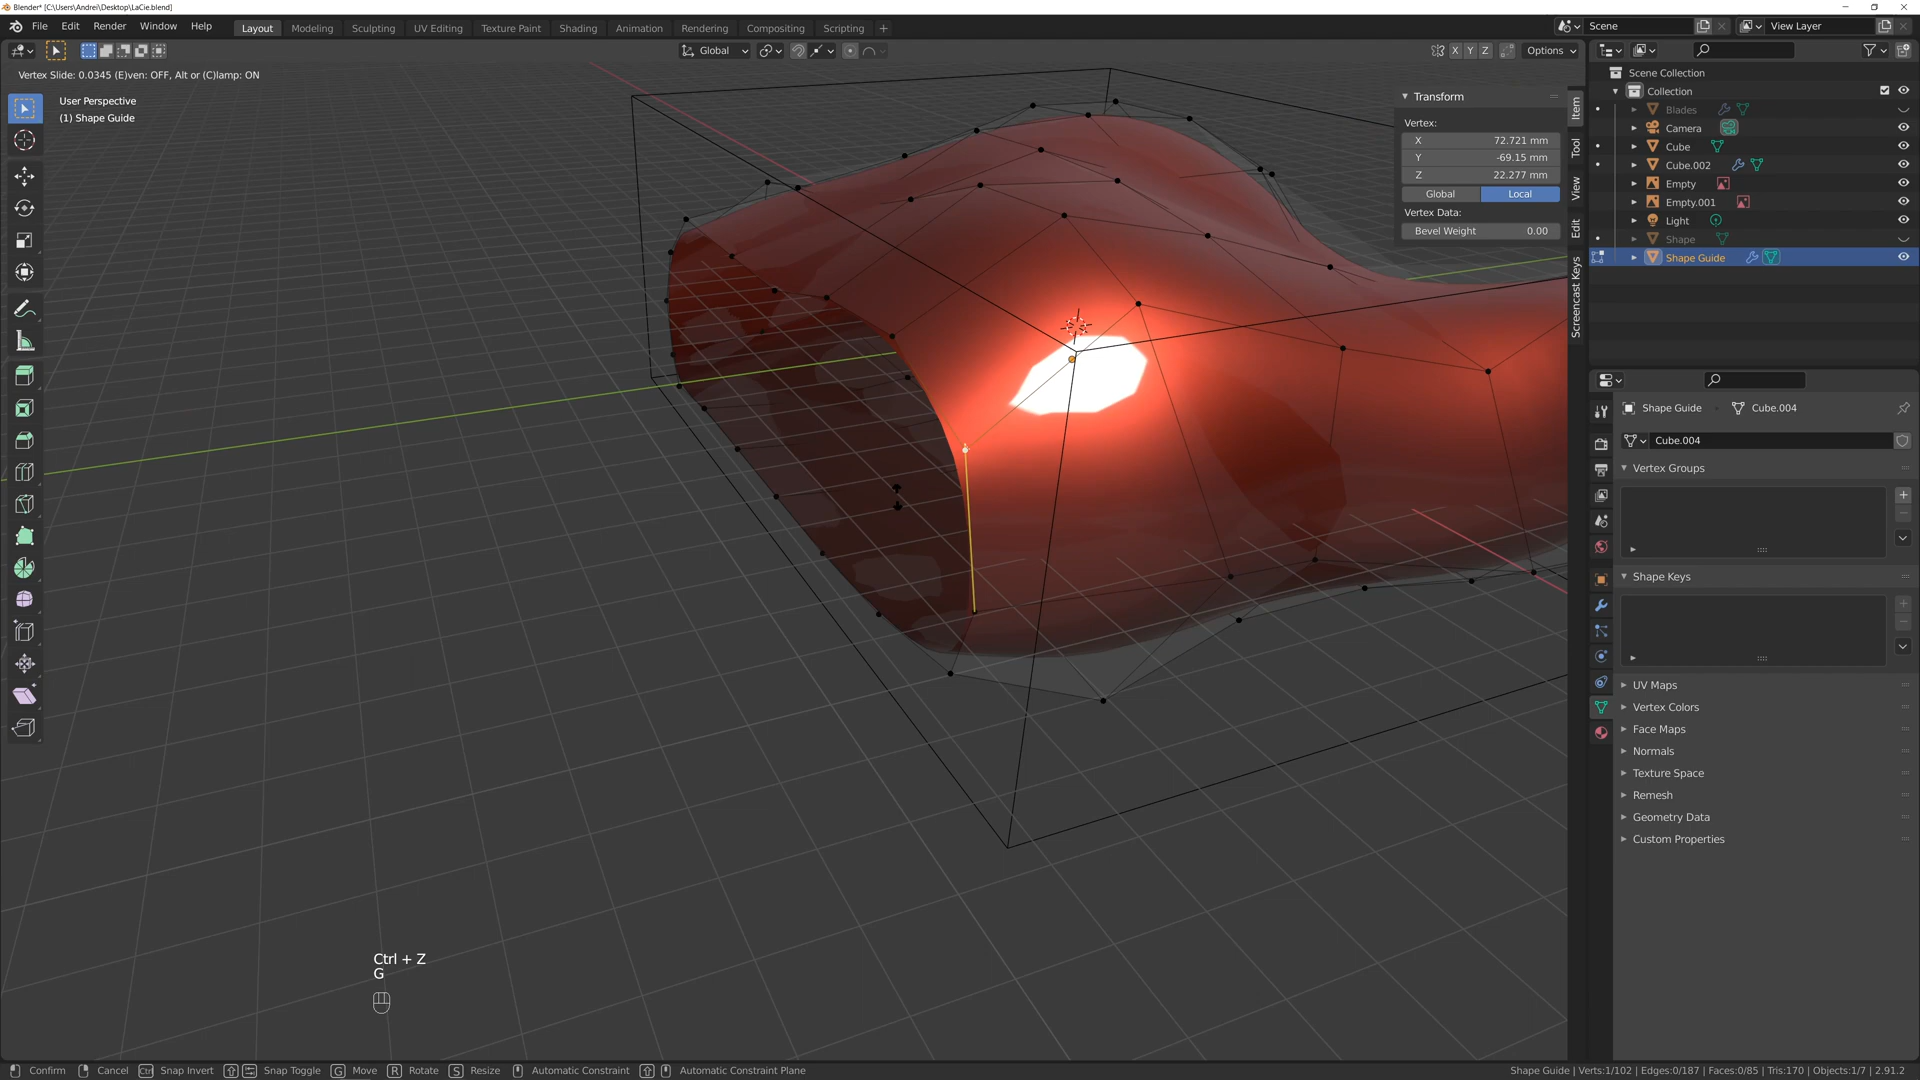 Blender* [C:\Users\Andrei\Desktop\LaCie.blend]
File Edit Render Window Help Layout Modeling Sculpting UV Editing Texture Paint Shading Animation Rendering Compositing Scripting + Scene View Layer
Global X Y Z Options
Vertex Slide: 0.0345 (E)ven: OFF, Alt or (C)lamp: ON
User Perspective
(1) Shape Guide
Transform
Vertex:
X 72.721 mm
Y -69.15 mm
Z 22.277 mm
Global Local
Vertex Data:
Bevel Weight 0.00
Item
Tool
View
Edit
Screencast Keys
Scene Collection
Collection
Blades
Camera
Cube
Cube.002
Empty
Empty.001
Light
Shape
Shape Guide
Shape Guide Cube.004
Cube.004
Vertex Groups
Shape Keys
UV Maps
Vertex Colors
Face Maps
Normals
Texture Space
Remesh
Geometry Data
Custom Properties
Ctrl + Z
G
Confirm Cancel Ctrl Snap Invert Snap Toggle G Move R Rotate S Resize Automatic Constraint Automatic Constraint Plane
Shape Guide | Verts:1/102 | Edges:0/187 | Faces:0/85 | Tris:170 | Objects:1/7 | 2.91.2